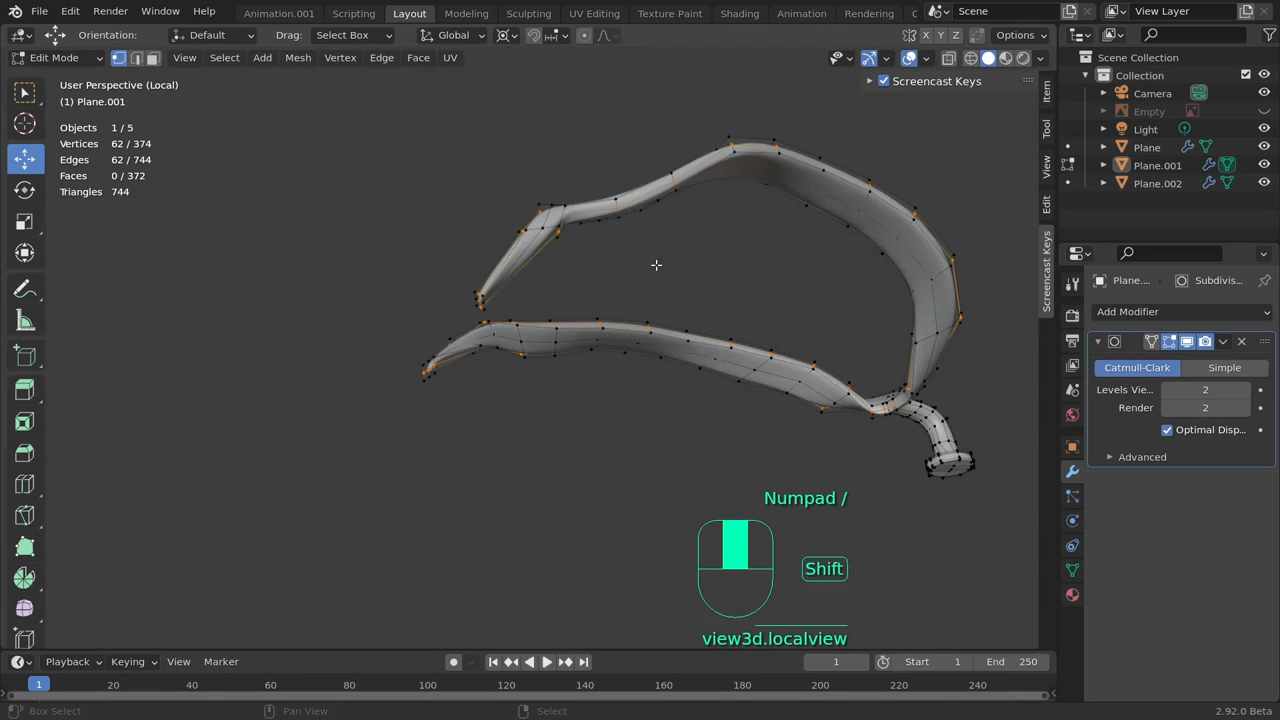 File Edit Render Window Help Animation.001 Scripting Layout Modeling Sculpting UV Editing Texture Paint Shading Animation Rendering C Scene View Layer
Orientation: Default Drag: Select Box Global X Y Z Options
Edit Mode View Select Add Mesh Vertex Edge Face UV
User Perspective (Local)
(1) Plane.001
Objects 1 / 5
Vertices 62 / 374
Edges 62 / 744
Faces 0 / 372
Triangles 744
Screencast Keys
Item
Tool
View
Edit
Screencast Keys
Numpad /
Shift
view3d.localview
Scene Collection
Collection
Camera
Empty
Light
Plane
Plane.001
Plane.002
Plane.... Subdivis...
Add Modifier
Catmull-Clark Simple
Levels Vie... 2
Render 2
Optimal Disp...
Advanced
Playback Keying View Marker 1 Start 1 End 250
1 20 40 60 80 100 120 140 160 180 200 220 240
Box Select Pan View Select 2.92.0 Beta